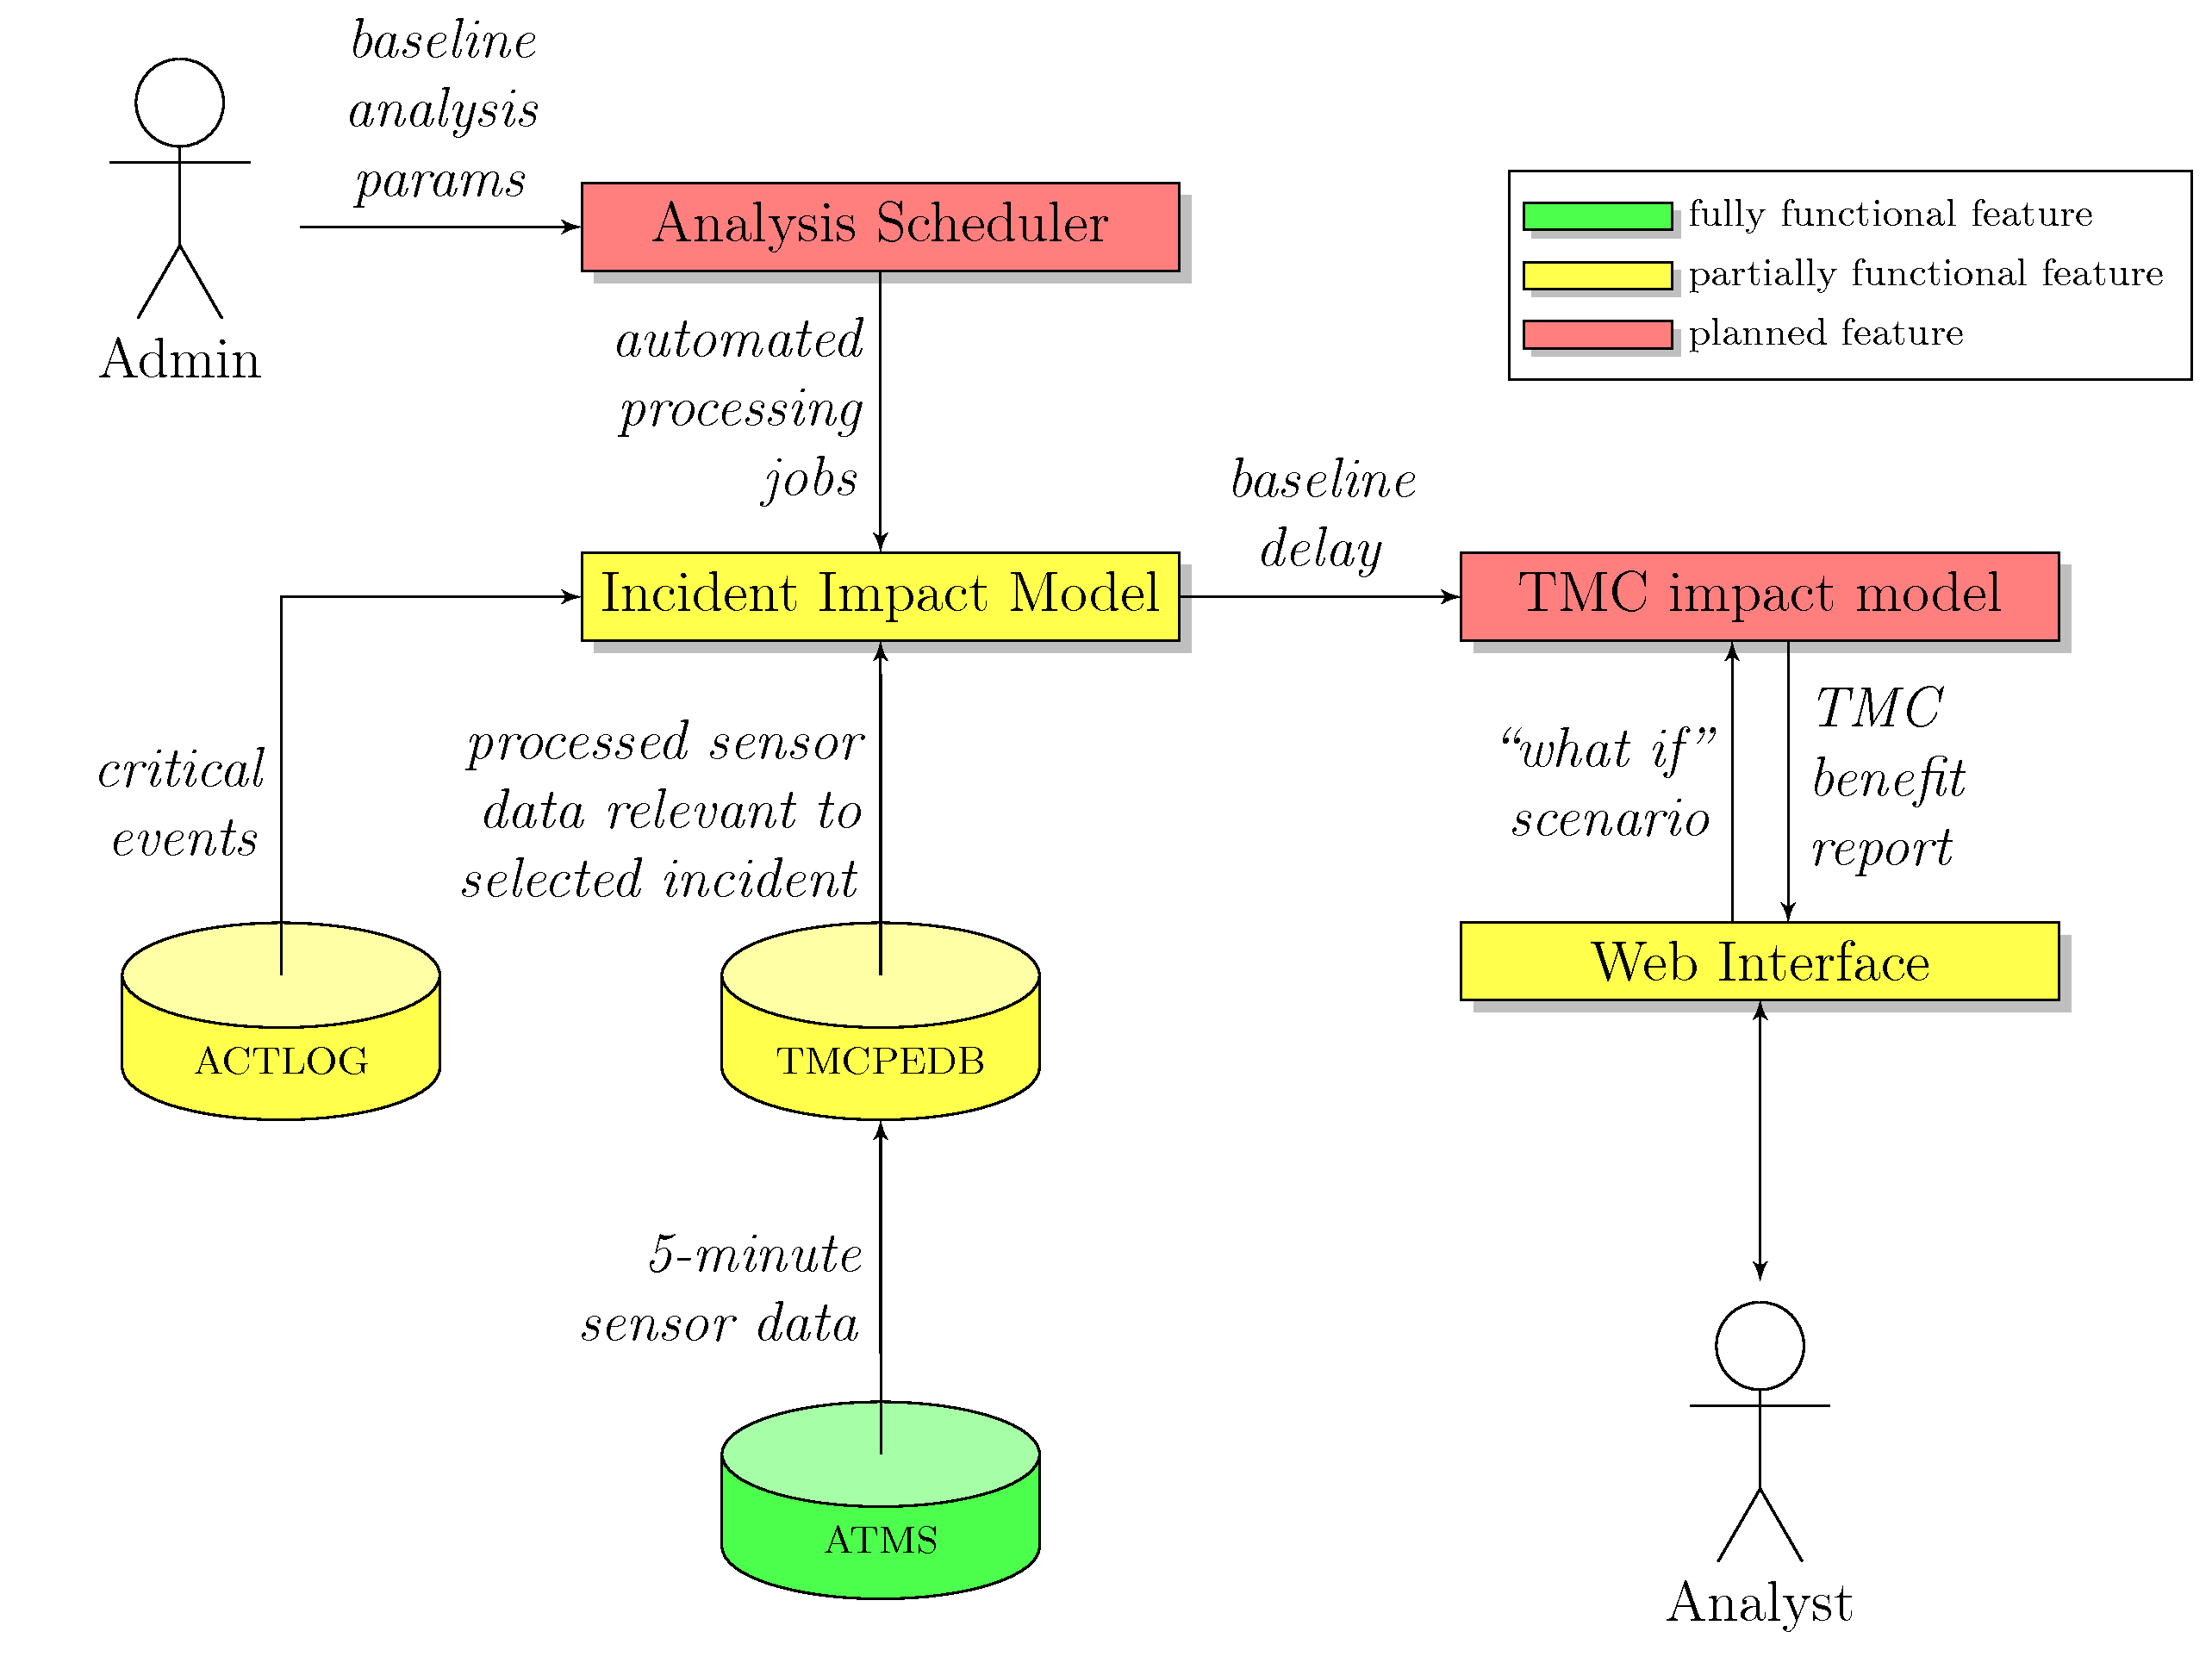 baseline
analysis
params
Admin
Analysis Scheduler
fully functional feature
partially functional feature
planned feature
automated
processing
jobs
baseline
delay
Incident Impact Model
TMC impact model
critical
events
processed sensor
data relevant to
selected incident
“what if”
scenario
TMC
benefit
report
ACTLOG
TMCPEDB
Web Interface
5-minute
sensor data
ATMS
Analyst